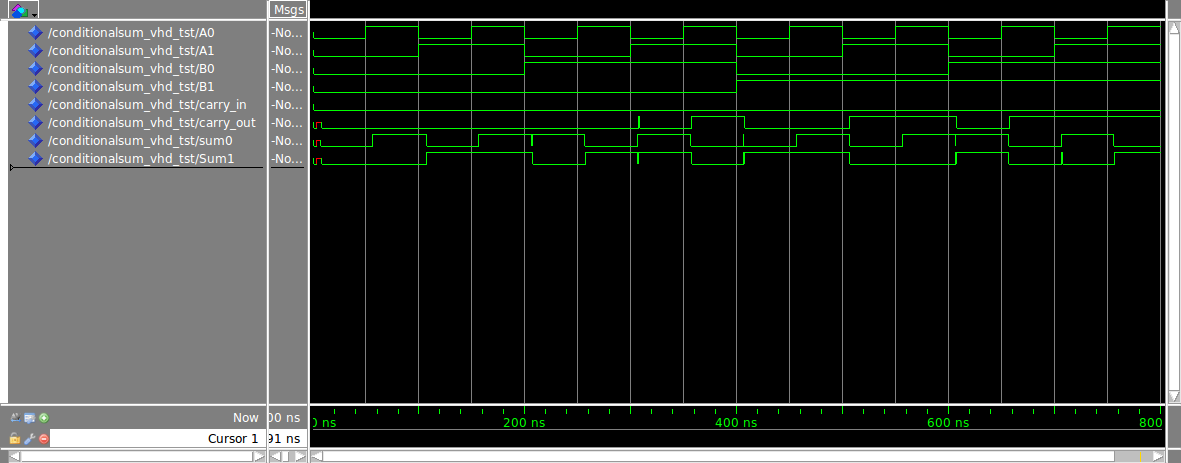 Msgs
/conditionalsum_vhd_tst/A0 -No...
/conditionalsum_vhd_tst/A1 -No...
/conditionalsum_vhd_tst/B0 -No...
/conditionalsum_vhd_tst/B1 -No...
/conditionalsum_vhd_tst/carry_in -No...
/conditionalsum_vhd_tst/carry_out -No...
/conditionalsum_vhd_tst/sum0 -No...
/conditionalsum_vhd_tst/Sum1 -No...
Now 00 ns 0 ns 200 ns 400 ns 600 ns 800
Cursor 1 91 ns